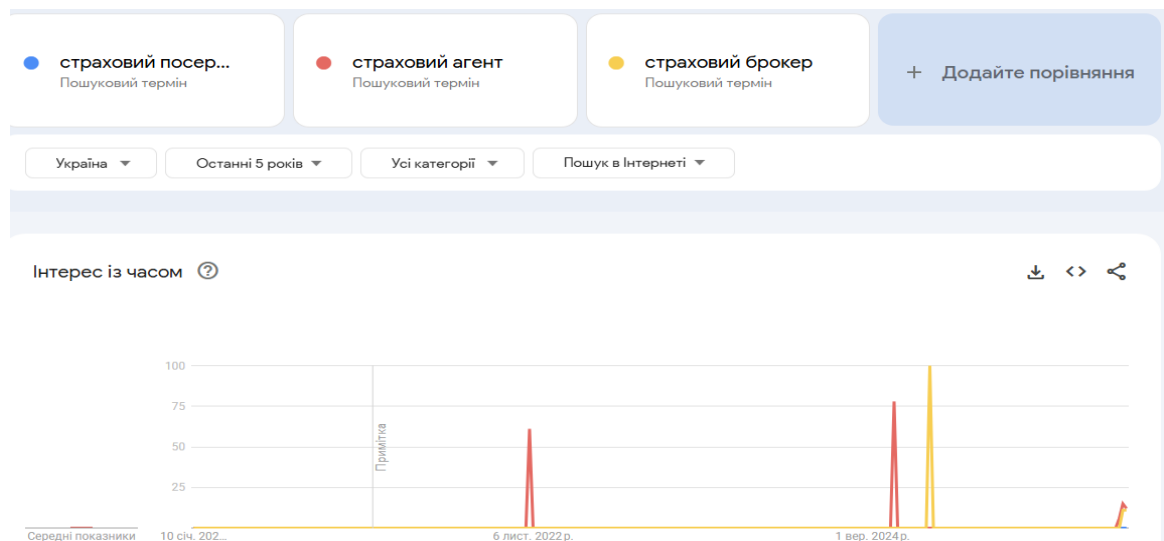 страховий посер...
Пошуковий термін
страховий агент
Пошуковий термін
страховий брокер
Пошуковий термін
+ Додайте порівняння
Україна
Останні 5 років
Усі категорії
Пошук в Інтернеті
Інтерес із часом
100
75
50
25
Примітка
Середні показники
10 січ. 202...
6 лист. 2022 р.
1 вер. 2024 р.